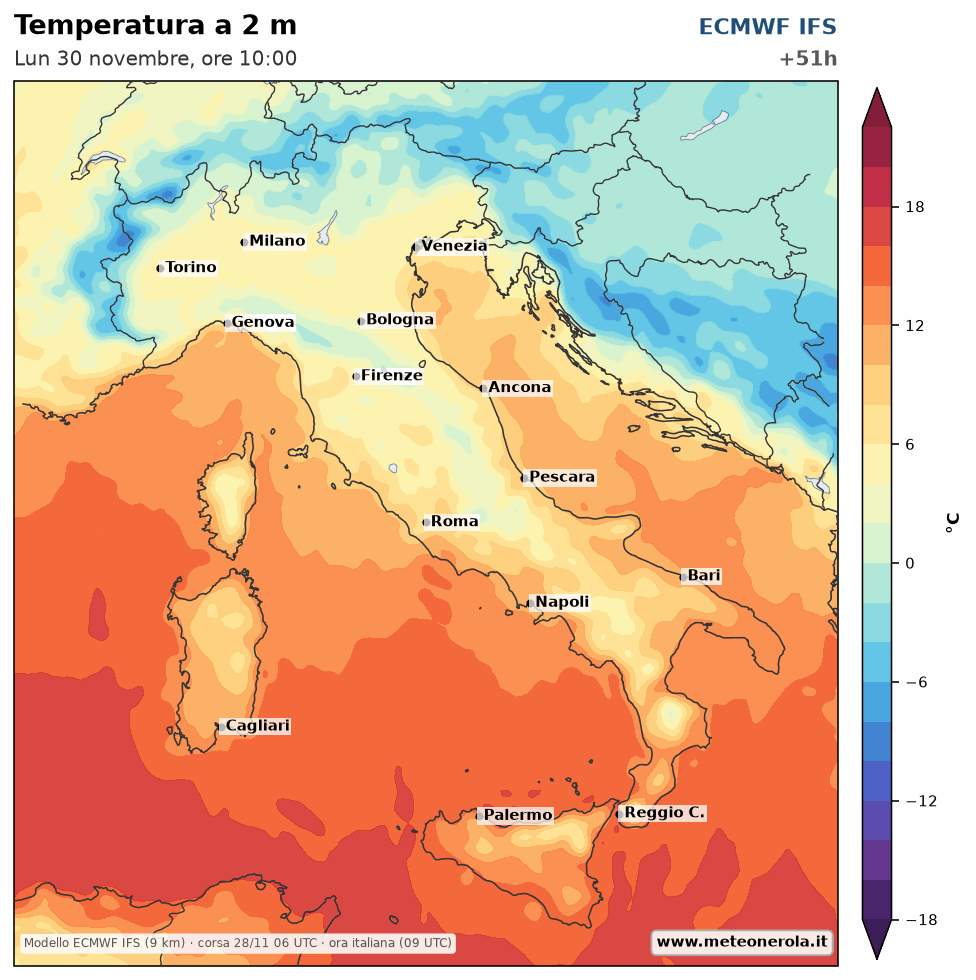 Temperatura a 2 m
ECMWF IFS
Lun 30 novembre, ore 10:00
+51h
Milano
Venezia
Torino
Genova
Bologna
Firenze
Ancona
Pescara
Roma
Bari
Napoli
Cagliari
Palermo
Reggio C.
18
12
6
0
−6
−12
−18
°C
Modello ECMWF IFS (9 km) · corsa 28/11 06 UTC · ora italiana (09 UTC)
www.meteonerola.it